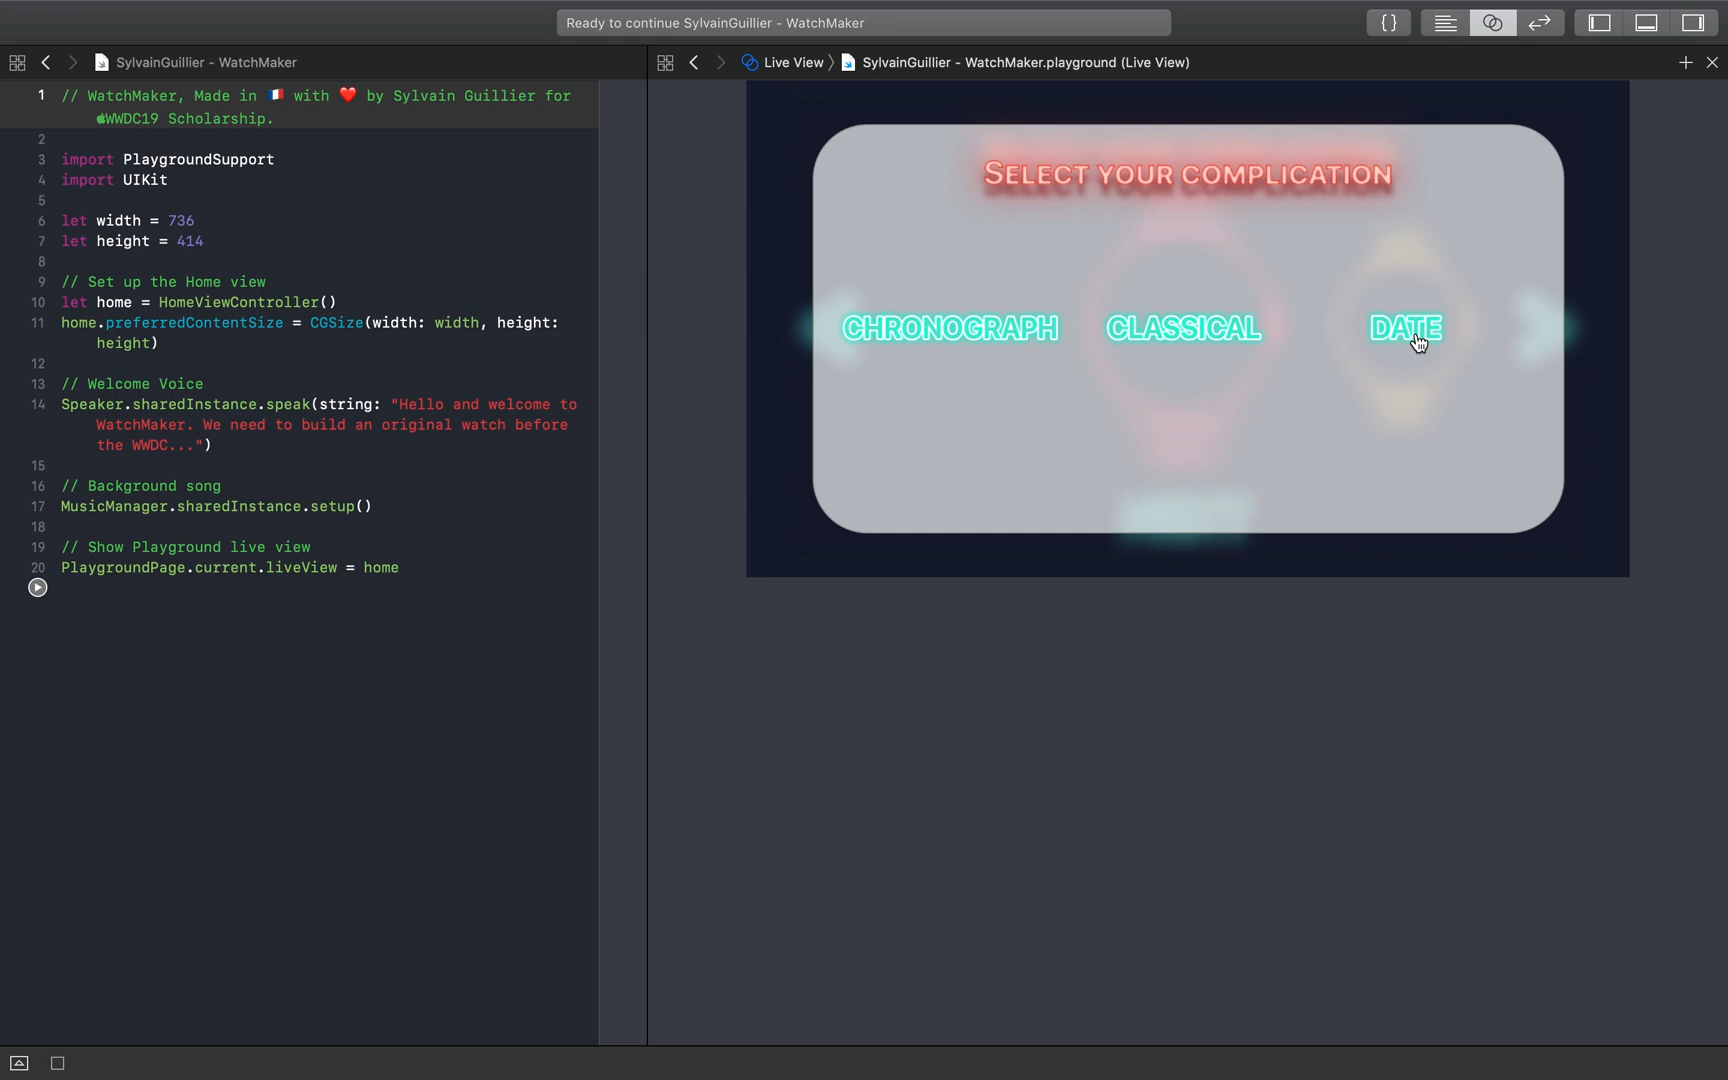 Ready to continue SylvainGuillier - WatchMaker
{}
SylvainGuillier - WatchMaker
Live View 〉 SylvainGuillier - WatchMaker.playground (Live View)
1 // WatchMaker, Made in 🇫🇷 with ❤️ by Sylvain Guillier for
WWDC19 Scholarship.
2
3 import PlaygroundSupport
4 import UIKit
5
6 let width = 736
7 let height = 414
8
9 // Set up the Home view
10 let home = HomeViewController()
11 home.preferredContentSize = CGSize(width: width, height:
height)
12
13 // Welcome Voice
14 Speaker.sharedInstance.speak(string: "Hello and welcome to
WatchMaker. We need to build an original watch before
the WWDC...")
15
16 // Background song
17 MusicManager.sharedInstance.setup()
18
19 // Show Playground live view
20 PlaygroundPage.current.liveView = home
SELECT YOUR COMPLICATION
CHRONOGRAPH CLASSICAL DATE